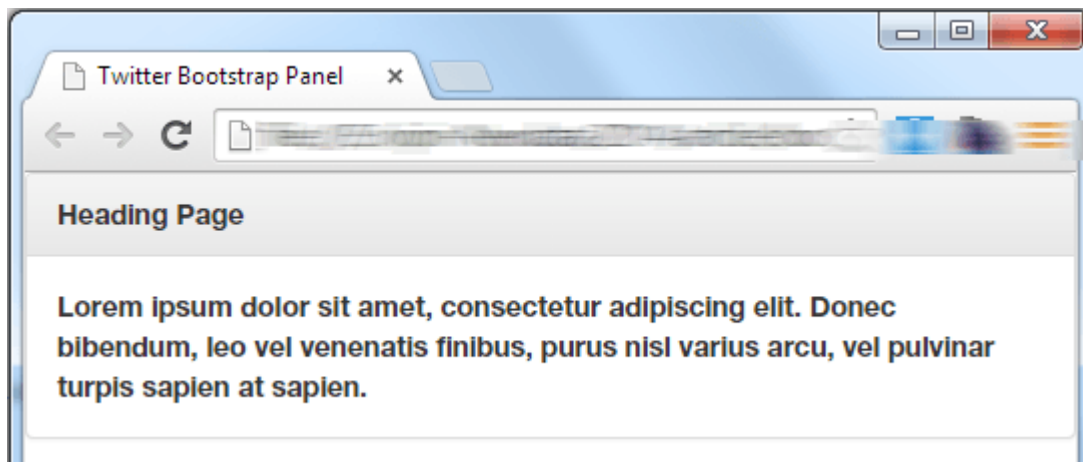 Twitter Bootstrap Panel
Heading Page
Lorem ipsum dolor sit amet, consectetur adipiscing elit. Donec
bibendum, leo vel venenatis finibus, purus nisl varius arcu, vel pulvinar
turpis sapien at sapien.